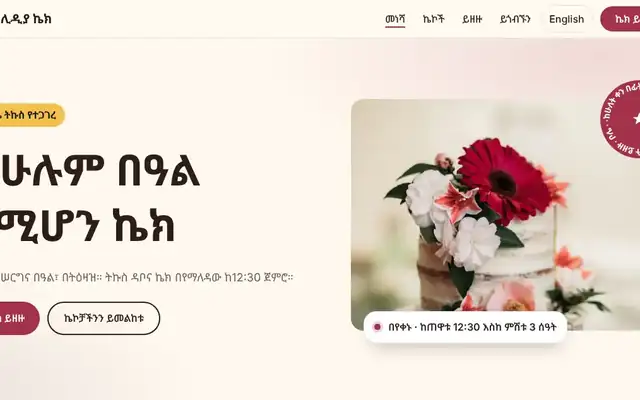 ሊዲያ ኬክ
መነሻ
ኬኮች
ይዘዙ
ይጎብኙን
English
ኬክ
ትኩስ የተጋገረ
ሁሉም በዓል
ሚሆን ኬክ
ሠርግና በዓል፣ በትዕዛዝ። ትኩስ ዳቦና ኬክ በየማለዳው ከ12:30 ጀምሮ።
ይዘዙ
ኬኮቻችንን ይመልከቱ
በየቀኑ · ከጠዋቱ 12:30 እስከ ምሽቱ 3 ሰዓት